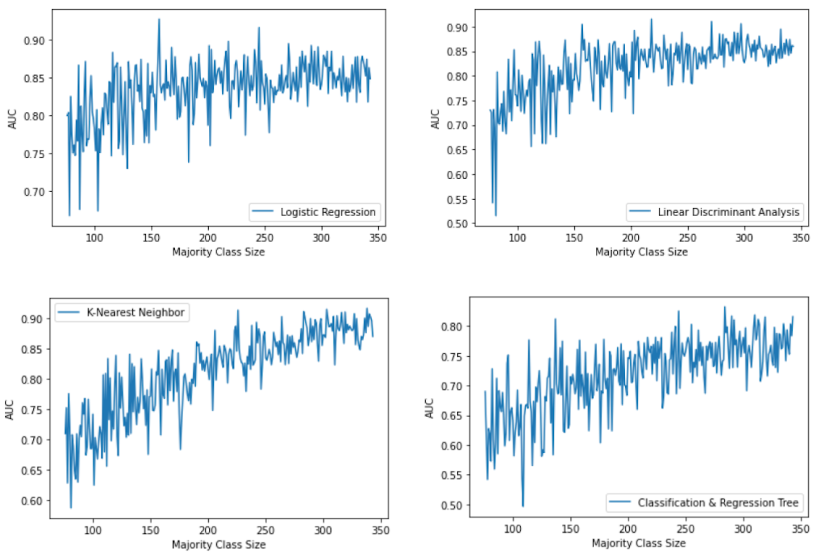 0.90
0.85
0.80
0.75
0.70
AUC
Logistic Regression
100 150 200 250 300 350
Majority Class Size
0.90
0.85
0.80
0.75
0.70
0.65
0.60
0.55
0.50
AUC
Linear Discriminant Analysis
100 150 200 250 300 350
Majority Class Size
K-Nearest Neighbor
0.90
0.85
0.80
0.75
0.70
0.65
0.60
AUC
100 150 200 250 300 350
Majority Class Size
0.80
0.75
0.70
0.65
0.60
0.55
0.50
AUC
Classification & Regression Tree
100 150 200 250 300 350
Majority Class Size